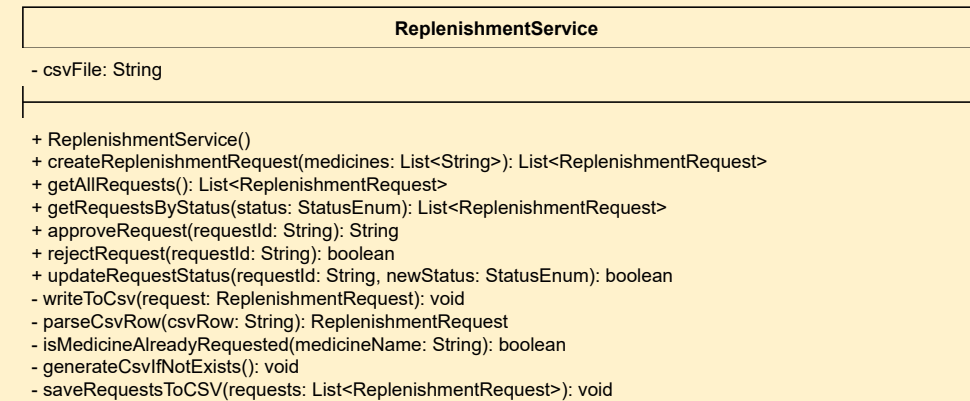 ReplenishmentService
- csvFile: String
+ ReplenishmentService()
+ createReplenishmentRequest(medicines: List<String>): List<ReplenishmentRequest>
+ getAllRequests(): List<ReplenishmentRequest>
+ getRequestsByStatus(status: StatusEnum): List<ReplenishmentRequest>
+ approveRequest(requestId: String): String
+ rejectRequest(requestId: String): boolean
+ updateRequestStatus(requestId: String, newStatus: StatusEnum): boolean
- writeToCsv(request: ReplenishmentRequest): void
- parseCsvRow(csvRow: String): ReplenishmentRequest
- isMedicineAlreadyRequested(medicineName: String): boolean
- generateCsvIfNotExists(): void
- saveRequestsToCSV(requests: List<ReplenishmentRequest>): void